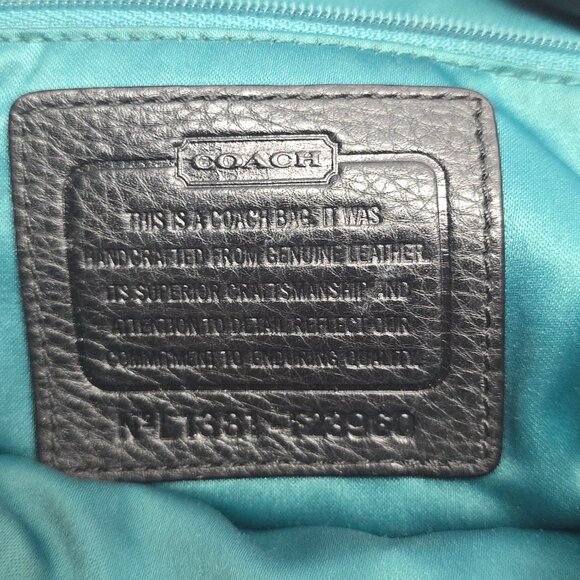 COACH
THIS IS A COACH BAG. IT WAS
HANDCRAFTED FROM GENUINE LEATHER.
ITS SUPERIOR CRAFTSMANSHIP AND
ATTENTION TO DETAIL REFLECT OUR
COMMITMENT TO ENDURING QUALITY.
Nº L1381-F23960